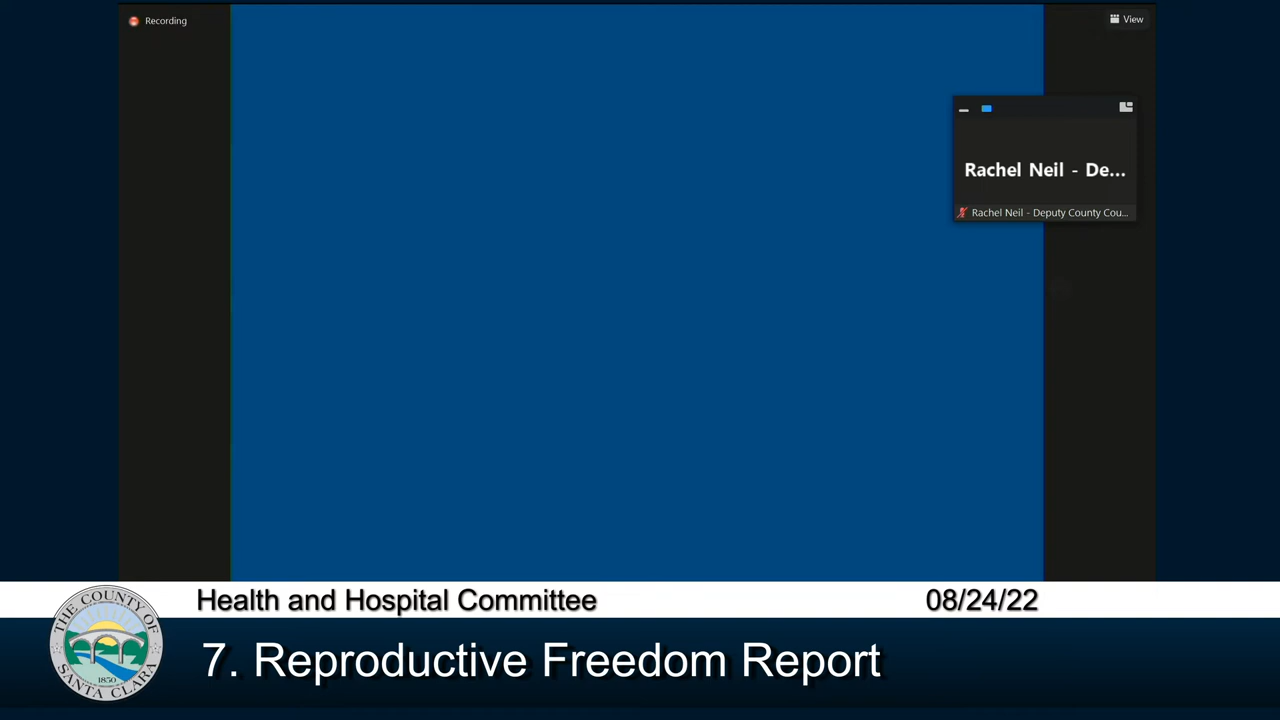 Recording
View
Rachel Neil - De...
Rachel Neil - Deputy County Cou...
Health and Hospital Committee
08/24/22
THE COUNTY OF
SANTA CLARA
1850
7. Reproductive Freedom Report